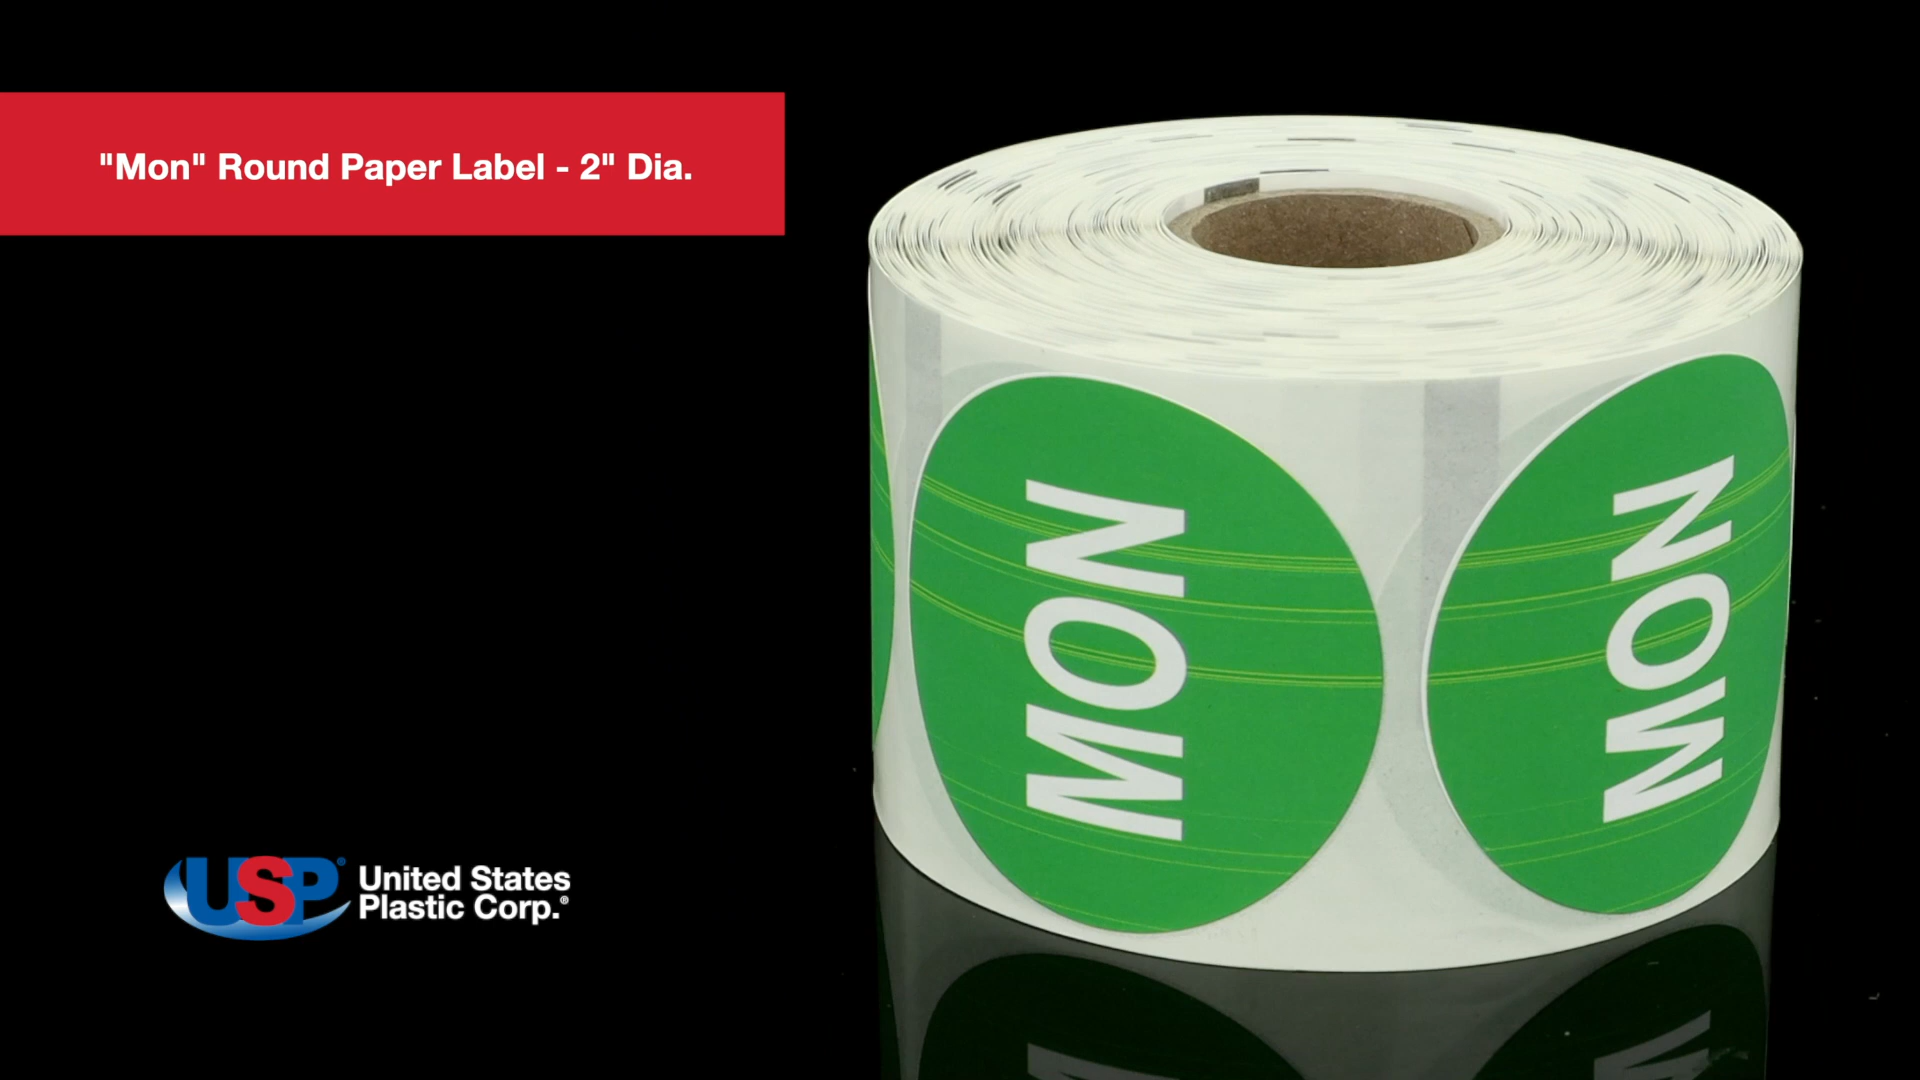 "Mon" Round Paper Label - 2" Dia.
MON
MON
USP®
United States
Plastic Corp.®